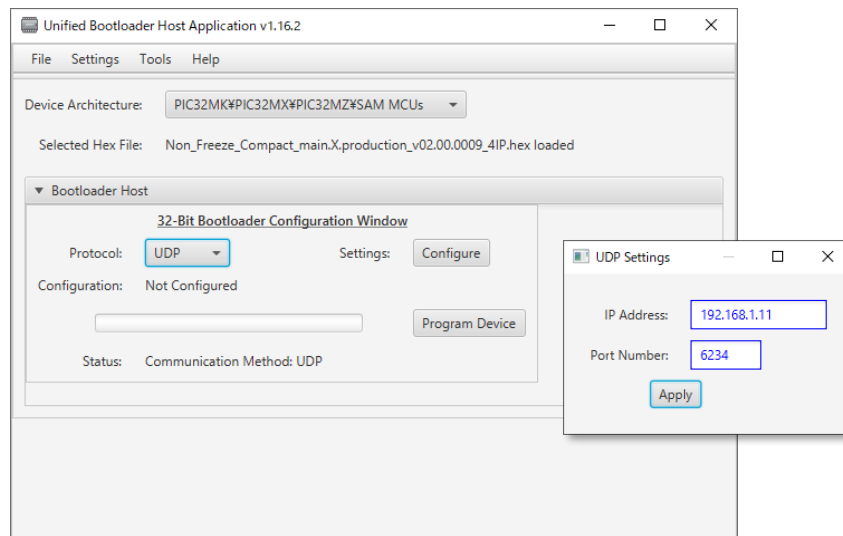 Unified Bootloader Host Application v1.16.2
File Settings Tools Help
Device Architecture: PIC32MK¥PIC32MX¥PIC32MZ¥SAM MCUs
Selected Hex File: Non_Freeze_Compact_main.X.production_v02.00.0009_4IP.hex loaded
Bootloader Host
32-Bit Bootloader Configuration Window
Protocol: UDP Settings: Configure
Configuration: Not Configured
Program Device
Status: Communication Method: UDP
UDP Settings
IP Address: 192.168.1.11
Port Number: 6234
Apply